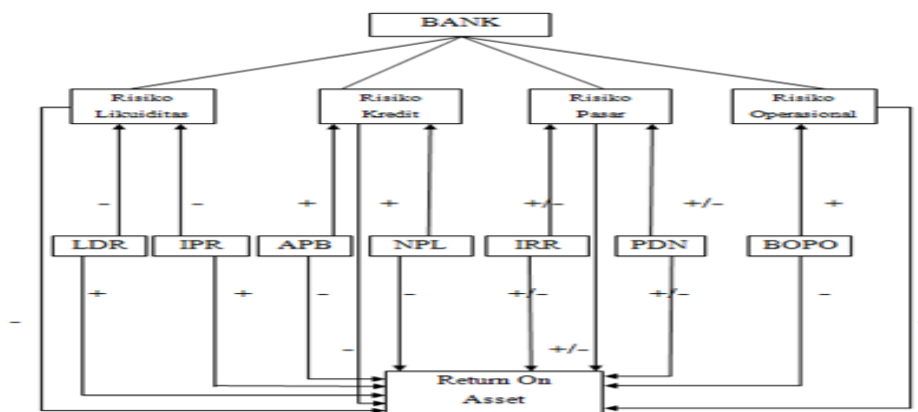 BANK
Risiko
Likuiditas
Risiko
Kredit
Risiko
Pasar
Risiko
Operasional
- - + + +/- +/- +
LDR IPR APB NPL IRR PDN BOPO
+ + - - +/- +/- -
- - +/-
Return On
Asset